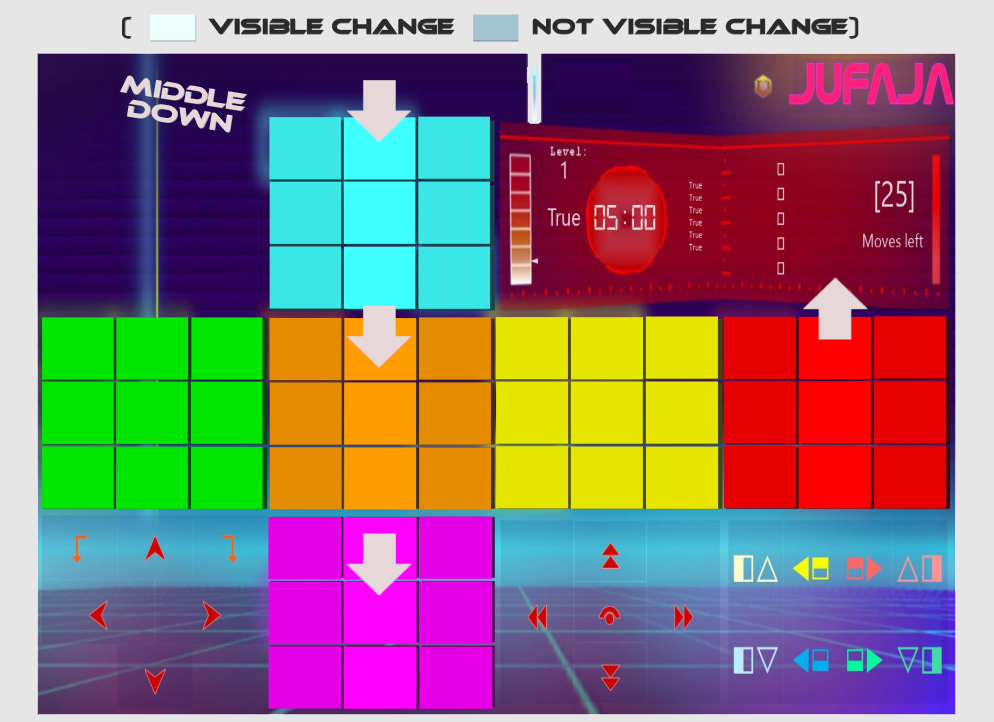 ( VISIBLE CHANGE NOT VISIBLE CHANGE)
MIDDLE
DOWN
JUFAJA
Level:
1
True
05:00
True
True
True
True
True
True
[25]
Moves left